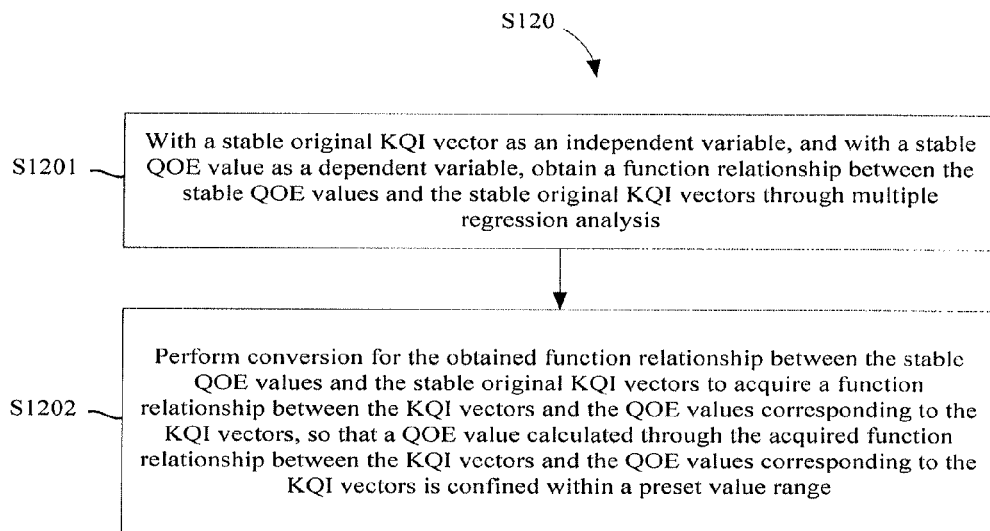 S120
S1201
With a stable original KQI vector as an independent variable, and with a stable
QOE value as a dependent variable, obtain a function relationship between the
stable QOE values and the stable original KQI vectors through multiple
regression analysis
S1202
Perform conversion for the obtained function relationship between the stable
QOE values and the stable original KQI vectors to acquire a function
relationship between the KQI vectors and the QOE values corresponding to the
KQI vectors, so that a QOE value calculated through the acquired function
relationship between the KQI vectors and the QOE values corresponding to the
KQI vectors is confined within a preset value range